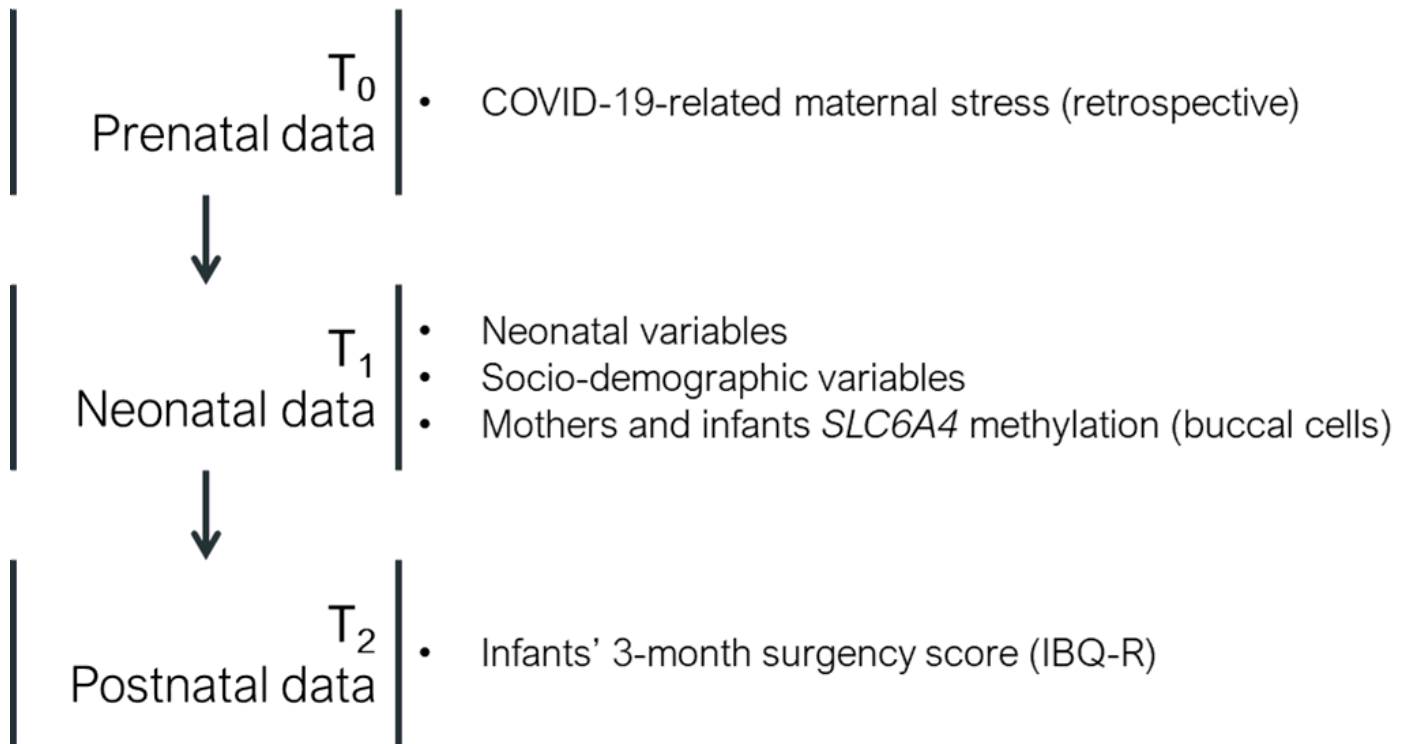 T₀
Prenatal data
• COVID-19-related maternal stress (retrospective)
T₁
Neonatal data
• Neonatal variables
• Socio-demographic variables
• Mothers and infants SLC6A4 methylation (buccal cells)
T₂
Postnatal data
• Infants’ 3-month surgency score (IBQ-R)